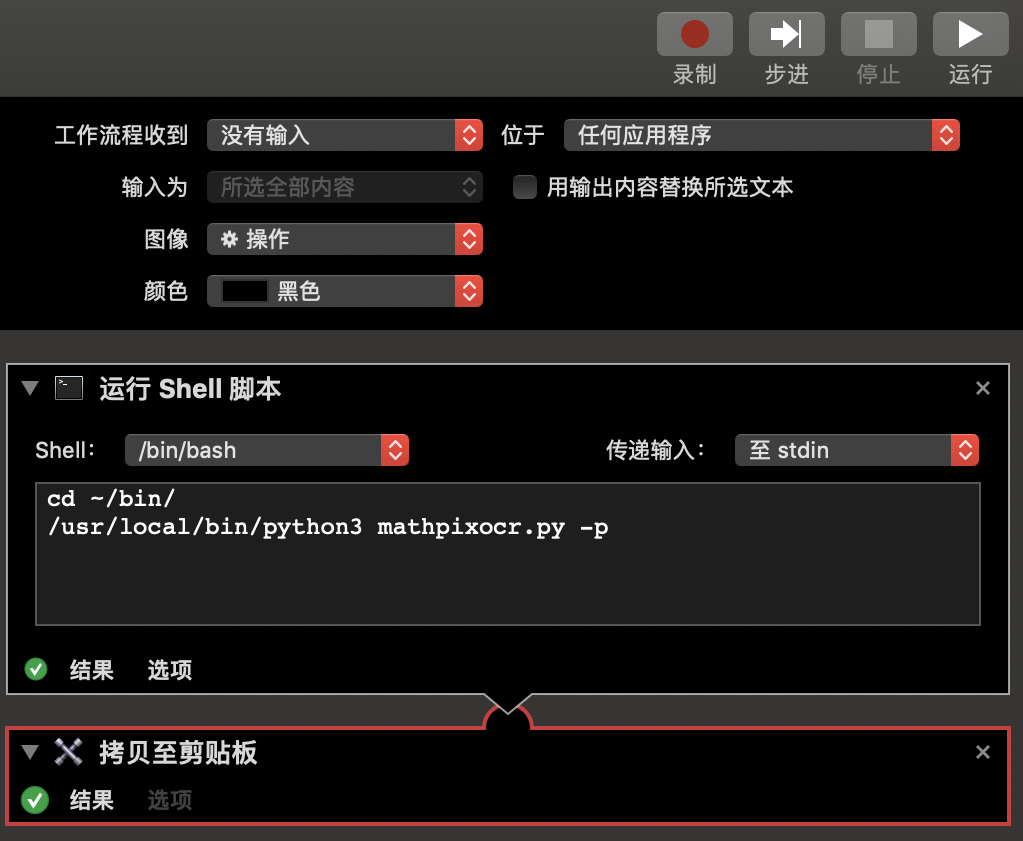 录制 步进 停止 运行
工作流程收到 没有输入 位于 任何应用程序
输入为 所选全部内容 用输出内容替换所选文本
图像 操作
颜色 黑色
运行 Shell 脚本
Shell: /bin/bash 传递输入: 至 stdin
cd ~/bin/
/usr/local/bin/python3 mathpixocr.py -p
结果 选项
拷贝至剪贴板
结果 选项